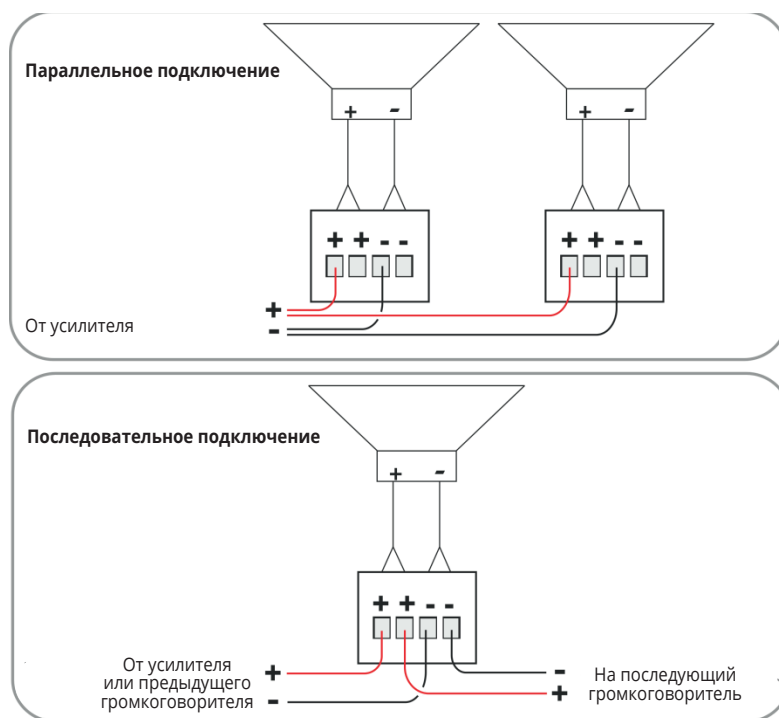 Параллельное подключение
+ -
+ -
+ + - -
+ + - -
+
От усилителя
-
Последовательное подключение
+ -
+ + - -
От усилителя
или предыдущего
громкоговорителя
+
-
-
+
На последующий
громкоговоритель